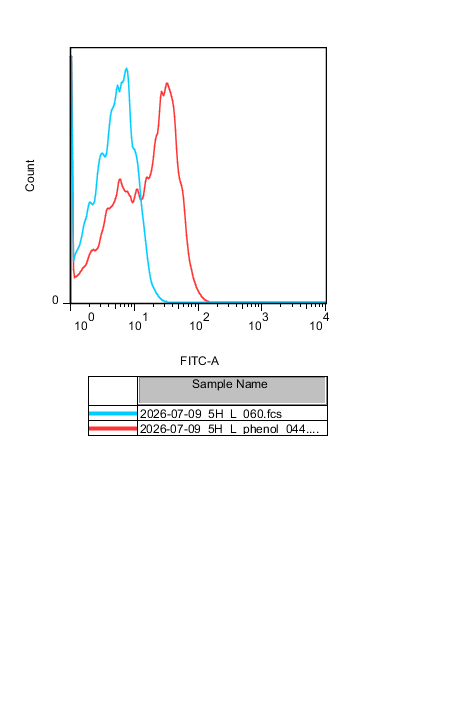 Count
0
10^0 10^1 10^2 10^3 10^4
FITC-A
Sample Name
2026-07-09_5H_L_060.fcs
2026-07-09_5H_L_phenol_044....